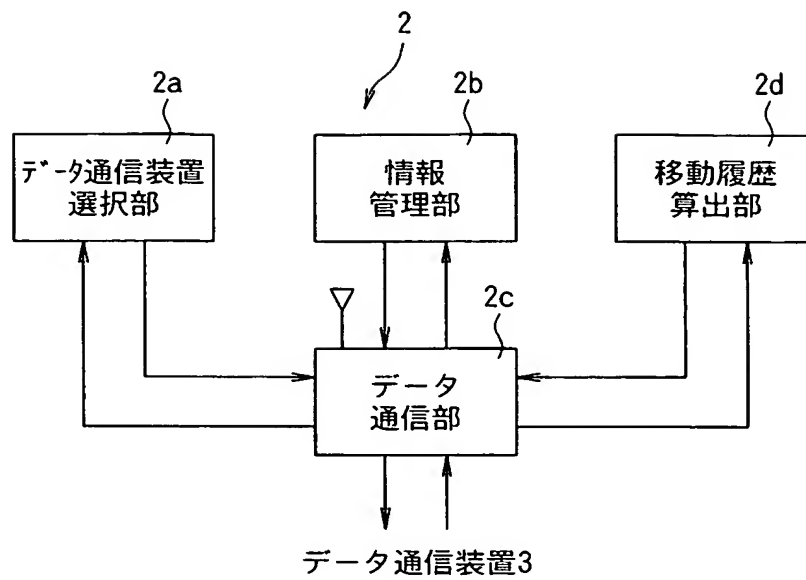 2
2a
2b
2d
データ通信装置
選択部
情報
管理部
移動履歴
算出部
2c
データ
通信部
データ通信装置3